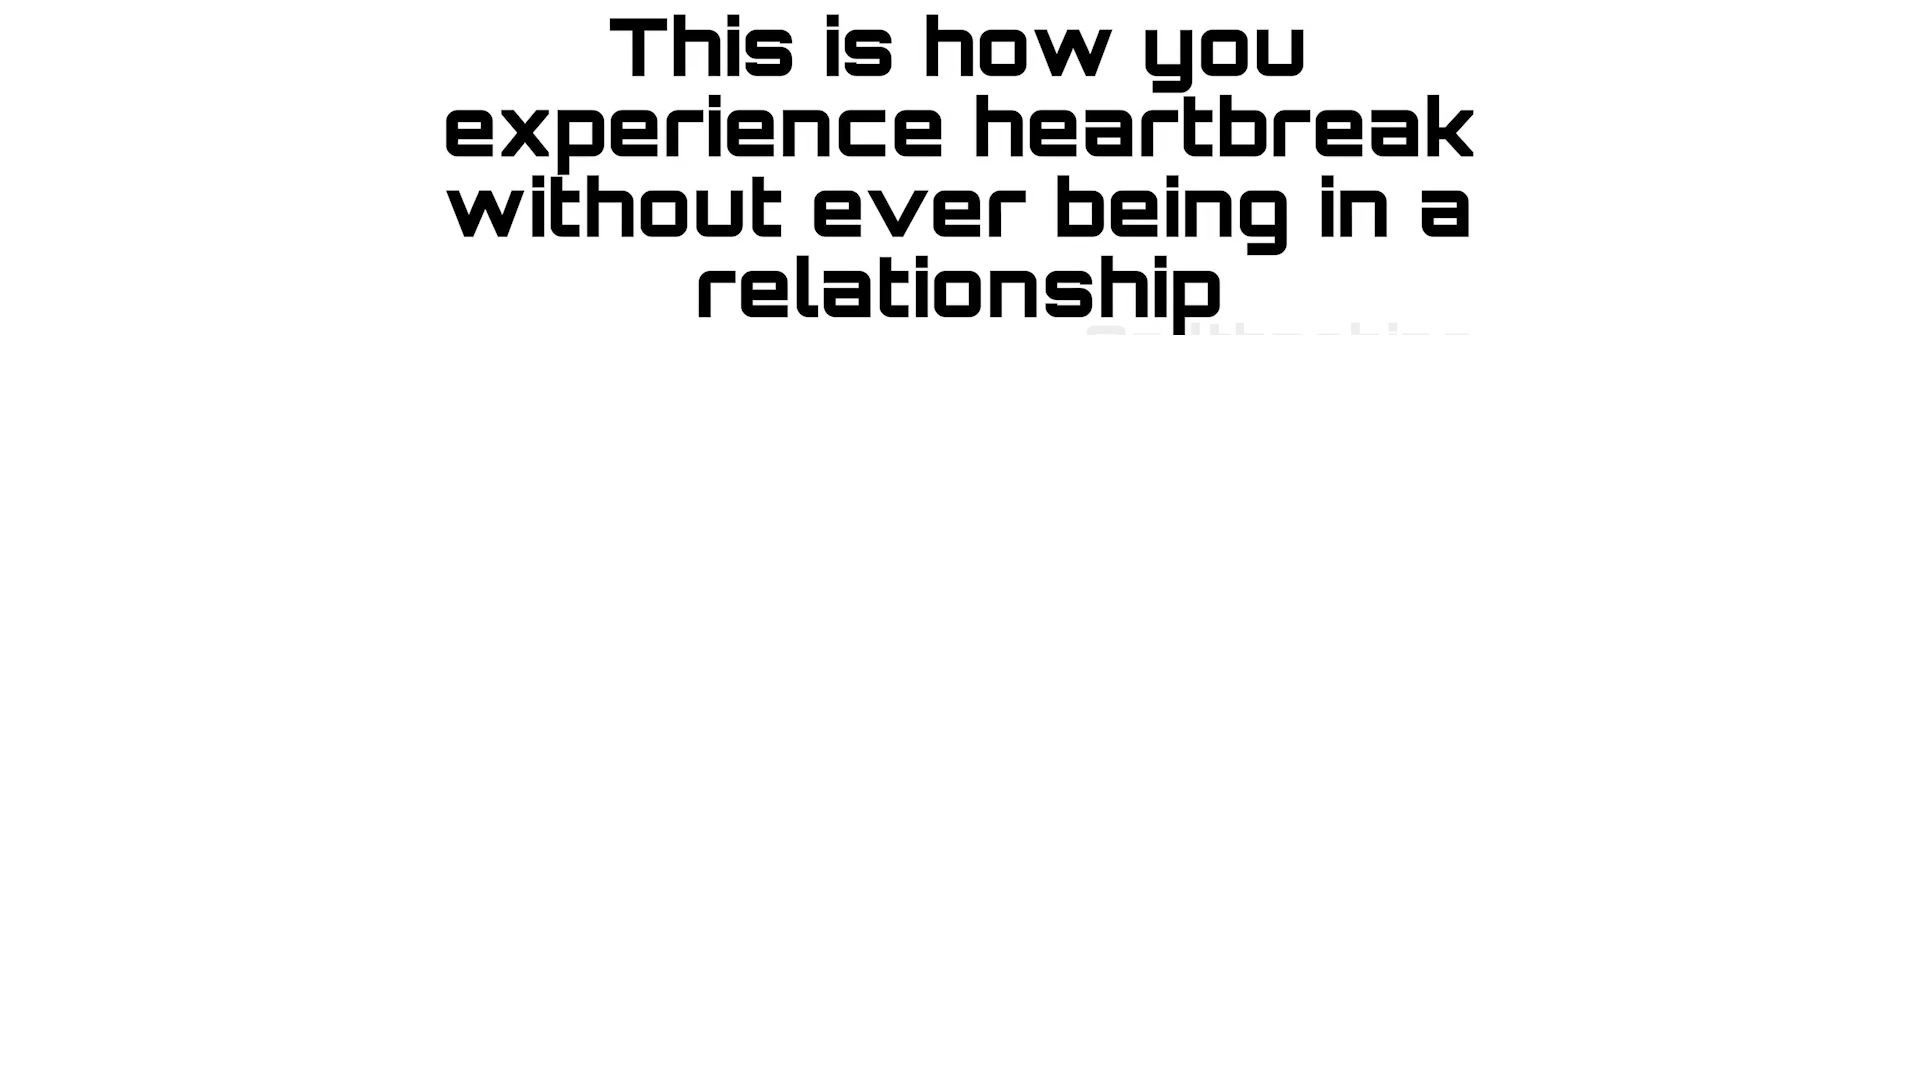 This is how you
experience heartbreak
without ever being in a
relationship